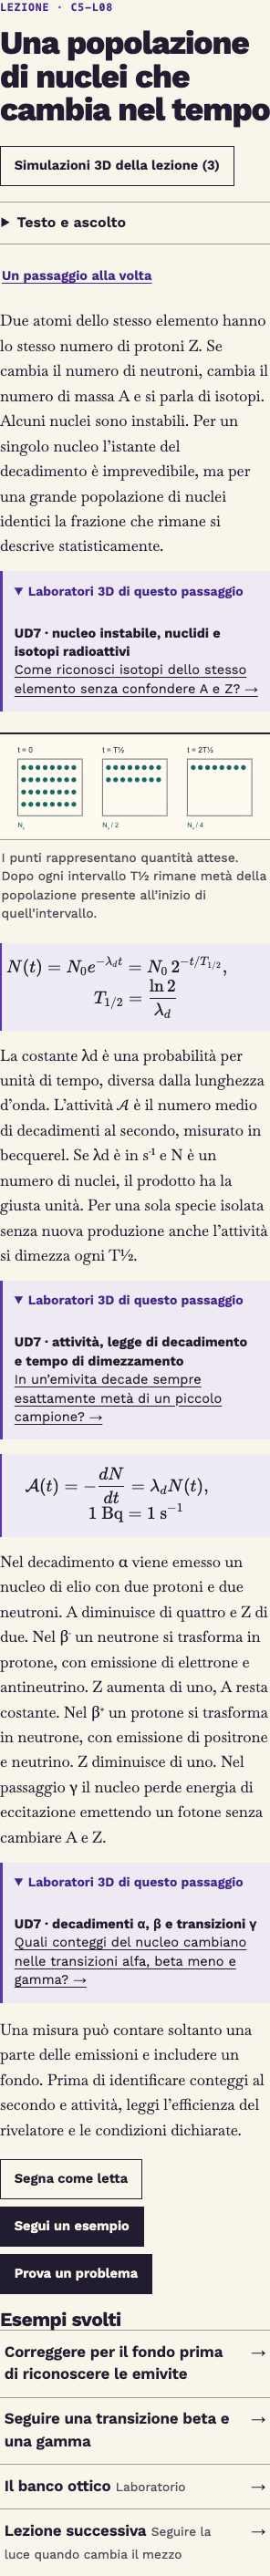 LEZIONE · C5-L08
Una popolazione
di nuclei che
cambia nel tempo
Simulazioni 3D della lezione (3)
▶ Testo e ascolto
Un passaggio alla volta
Due atomi dello stesso elemento hanno
lo stesso numero di protoni Z. Se
cambia il numero di neutroni, cambia il
numero di massa A e si parla di isotopi.
Alcuni nuclei sono instabili. Per un
singolo nucleo l’istante del
decadimento è imprevedibile, ma per
una grande popolazione di nuclei
identici la frazione che rimane si
descrive statisticamente.
▼ Laboratori 3D di questo passaggio
UD7 · nucleo instabile, nuclidi e
isotopi radioattivi
Come riconosci isotopi dello stesso
elemento senza confondere A e Z? →
t = 0 t = T½ t = 2T½
N₀ N₀ / 2 N₀ / 4
I punti rappresentano quantità attese.
Dopo ogni intervallo T½ rimane metà della
popolazione presente all’inizio di
quell’intervallo.
N(t) = N₀e^{−λ_d t} = N₀ 2^{−t/T_{1/2}},
T_{1/2} = ln 2 / λ_d
La costante λd è una probabilità per
unità di tempo, diversa dalla lunghezza
d’onda. L’attività 𝒜 è il numero medio
di decadimenti al secondo, misurato in
becquerel. Se λd è in s⁻¹ e N è un
numero di nuclei, il prodotto ha la
giusta unità. Per una sola specie isolata
senza nuova produzione anche l’attività
si dimezza ogni T½.
▼ Laboratori 3D di questo passaggio
UD7 · attività, legge di decadimento
e tempo di dimezzamento
In un’emivita decade sempre
esattamente metà di un piccolo
campione? →
𝒜(t) = −dN/dt = λ_d N(t),
1 Bq = 1 s⁻¹
Nel decadimento α viene emesso un
nucleo di elio con due protoni e due
neutroni. A diminuisce di quattro e Z di
due. Nel β⁻ un neutrone si trasforma in
protone, con emissione di elettrone e
antineutrino. Z aumenta di uno, A resta
costante. Nel β⁺ un protone si trasforma
in neutrone, con emissione di positrone
e neutrino. Z diminuisce di uno. Nel
passaggio γ il nucleo perde energia di
eccitazione emettendo un fotone senza
cambiare A e Z.
▼ Laboratori 3D di questo passaggio
UD7 · decadimenti α, β e transizioni γ
Quali conteggi del nucleo cambiano
nelle transizioni alfa, beta meno e
gamma? →
Una misura può contare soltanto una
parte delle emissioni e includere un
fondo. Prima di identificare conteggi al
secondo e attività, leggi l’efficienza del
rivelatore e le condizioni dichiarate.
Segna come letta
Segui un esempio
Prova un problema
Esempi svolti
Correggere per il fondo prima →
di riconoscere le emivite
Seguire una transizione beta e →
una gamma
Il banco ottico Laboratorio →
Lezione successiva Seguire la →
luce quando cambia il mezzo